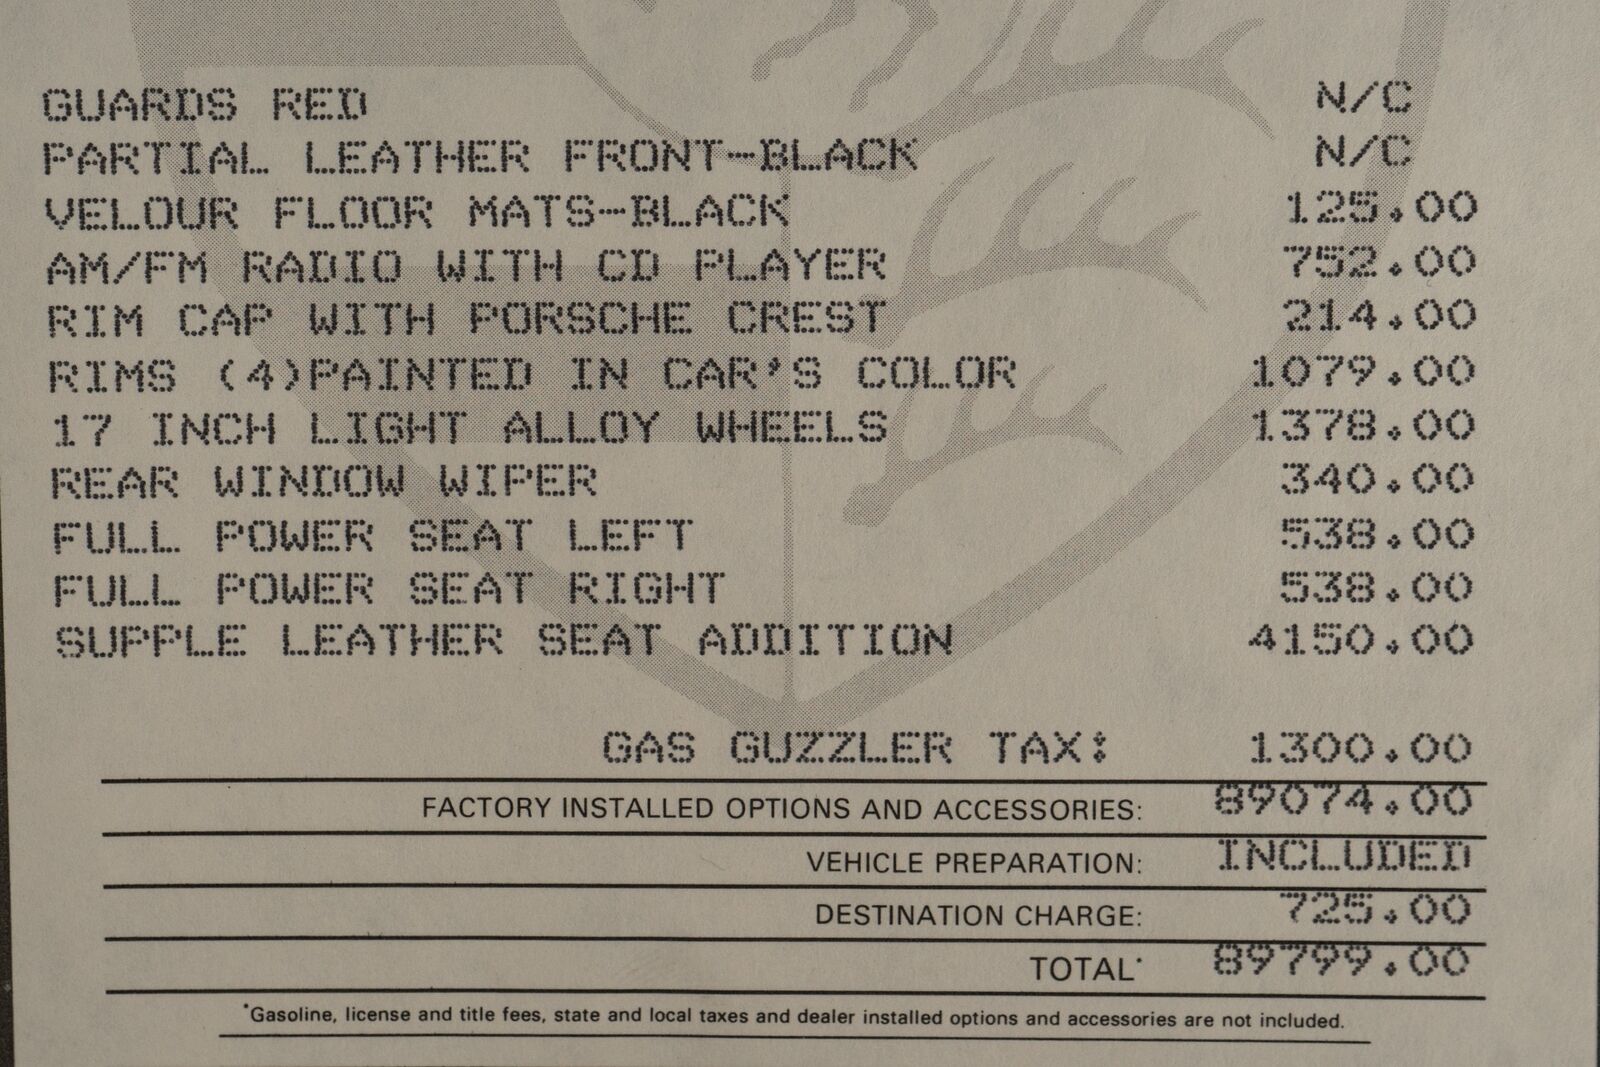 GUARDS RED N/C
PARTIAL LEATHER FRONT-BLACK N/C
VELOUR FLOOR MATS-BLACK 125.00
AM/FM RADIO WITH CD PLAYER 752.00
RIM CAP WITH PORSCHE CREST 214.00
RIMS (4)PAINTED IN CAR'S COLOR 1079.00
17 INCH LIGHT ALLOY WHEELS 1378.00
REAR WINDOW WIPER 340.00
FULL POWER SEAT LEFT 538.00
FULL POWER SEAT RIGHT 538.00
SUPPLE LEATHER SEAT ADDITION 4150.00
GAS GUZZLER TAX: 1300.00
FACTORY INSTALLED OPTIONS AND ACCESSORIES: 89074.00
VEHICLE PREPARATION: INCLUDED
DESTINATION CHARGE: 725.00
TOTAL* 89799.00
*Gasoline, license and title fees, state and local taxes and dealer installed options and accessories are not included.